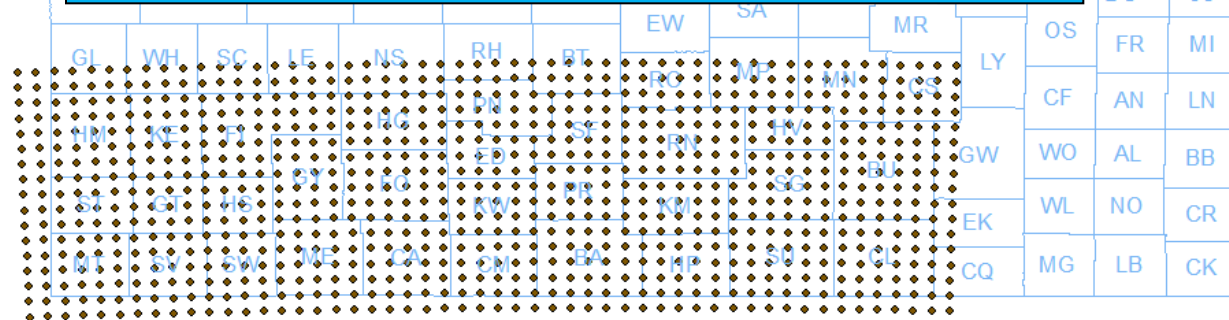 SA
EW MR OS
GL WH SC LE NS RH BT FR MI
LY
RO MP MN CS
CF AN LN
HM KE FI HG PN SF RN HV
GY EO ED PR SG BU GW WO AL BB
ST GT HS KW KM WL NO CR
EK
MT SV SW ME CA CM BA HP SU CL CQ MG LB CK